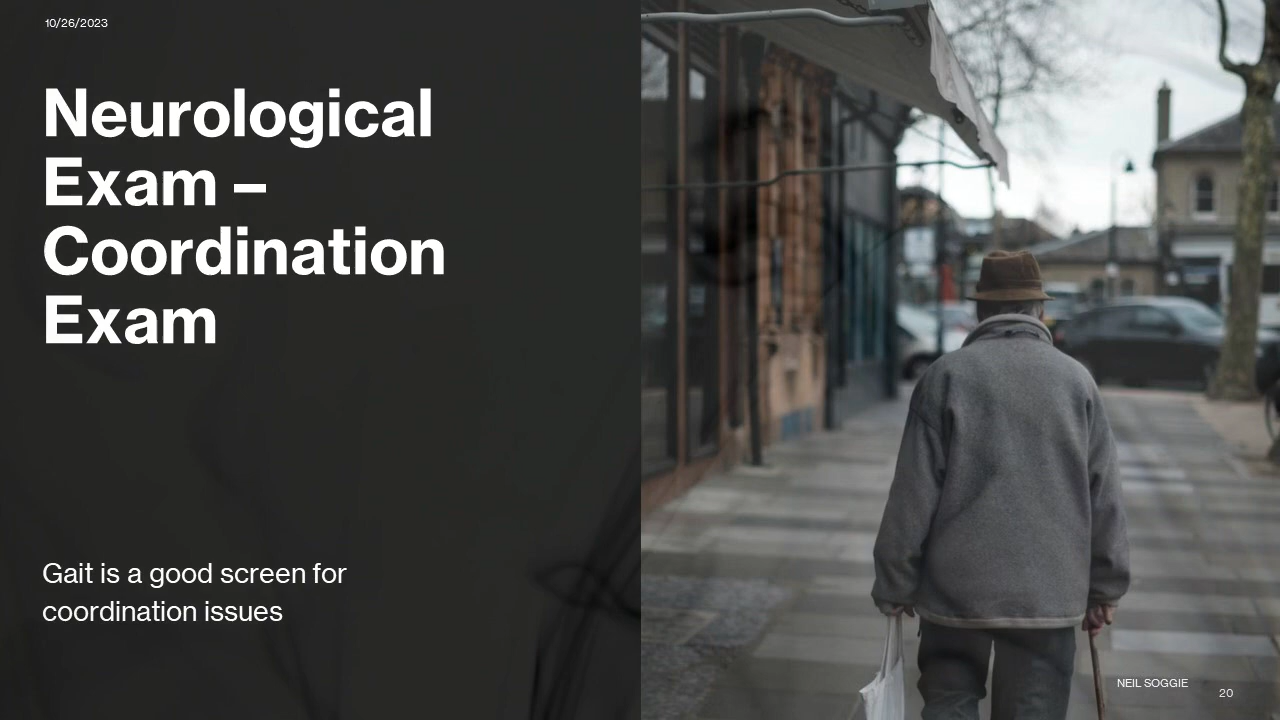 10/26/2023
Neurological
Exam –
Coordination
Exam
Gait is a good screen for
coordination issues
NEIL SOGGIE
20